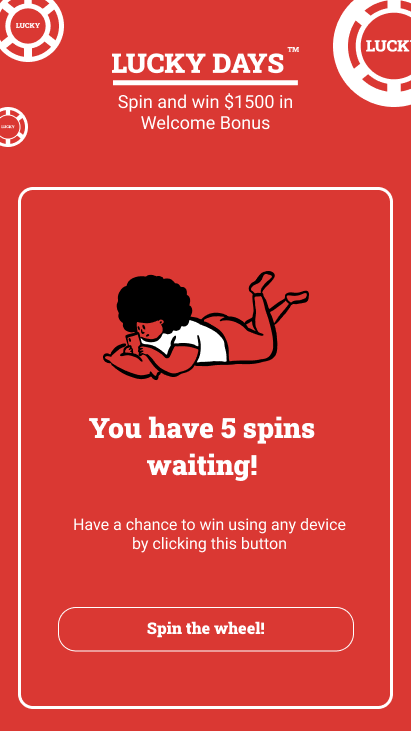 LUCKY
LUCKY
LUCKY
LUCKY DAYS™
Spin and win $1500 in
Welcome Bonus
You have 5 spins
waiting!
Have a chance to win using any device
by clicking this button
Spin the wheel!